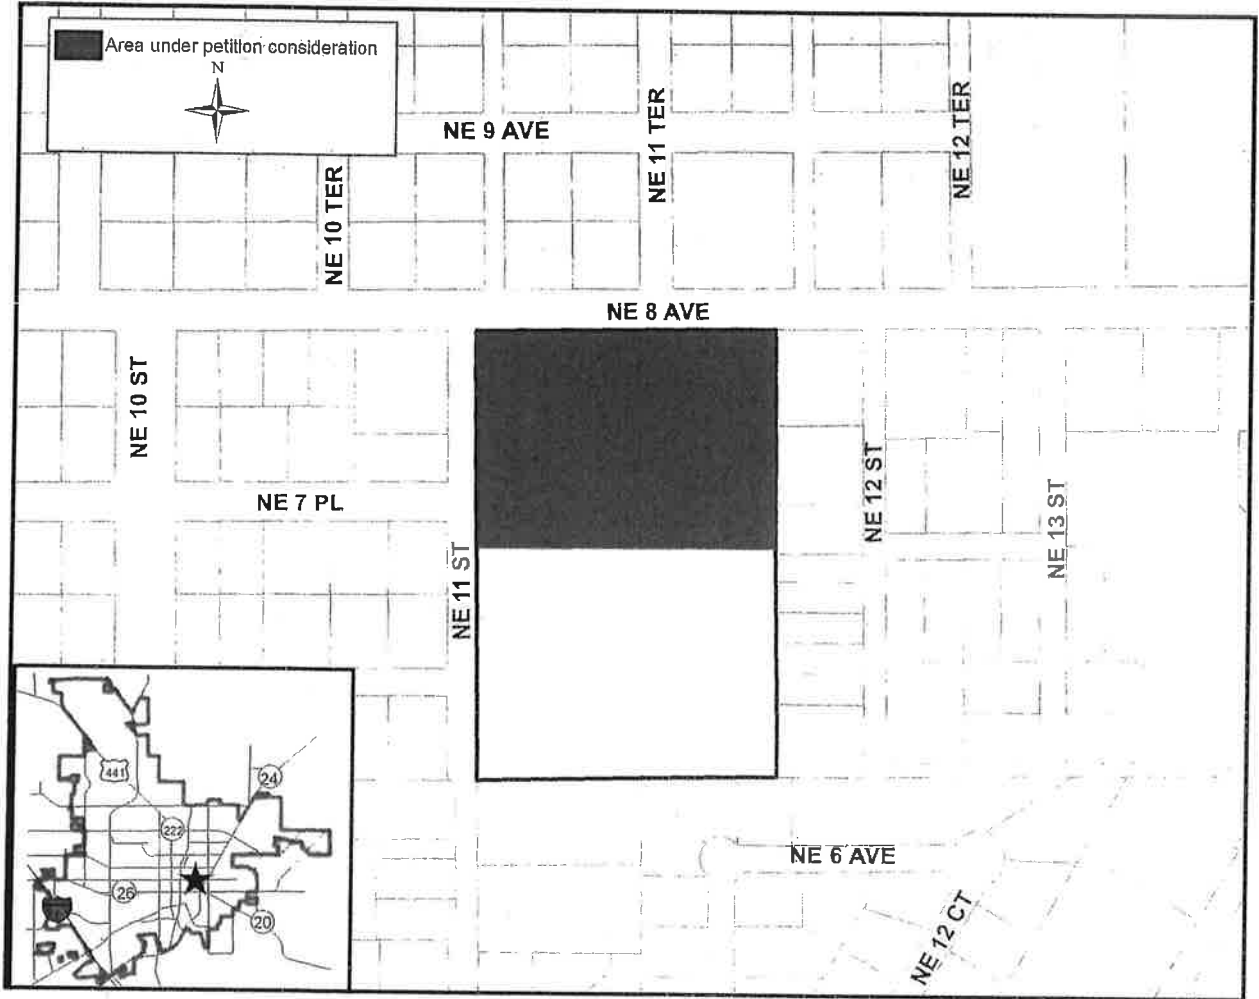 Area under petition consideration
N
NE 9 AVE
NE 10 TER
NE 11 TER
NE 12 TER
NE 8 AVE
NE 10 ST
NE 7 PL
NE 11 ST
NE 12 ST
NE 13 ST
NE 6 AVE
NE 12 CT
441
24
222
26
20